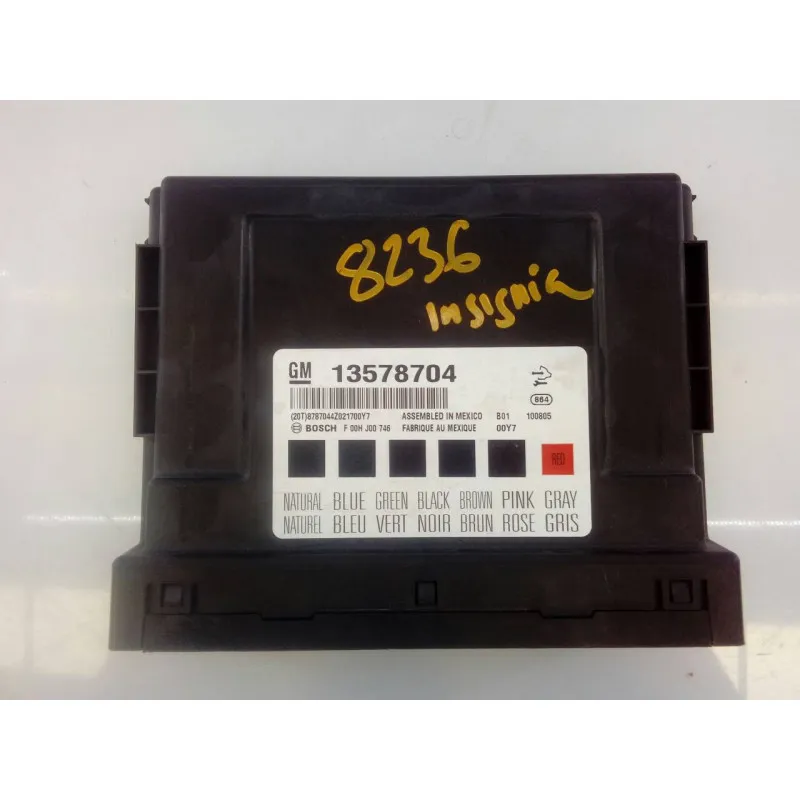 8236
Insignia
GM 13578704
(20T)8787044Z021700Y7 ASSEMBLED IN MEXICO B01 100805
864
BOSCH F 00H J00 746 FABRIQUE AU MEXIQUE 00Y7
RED
NATURAL BLUE GREEN BLACK BROWN PINK GRAY
NATUREL BLEU VERT NOIR BRUN ROSE GRIS